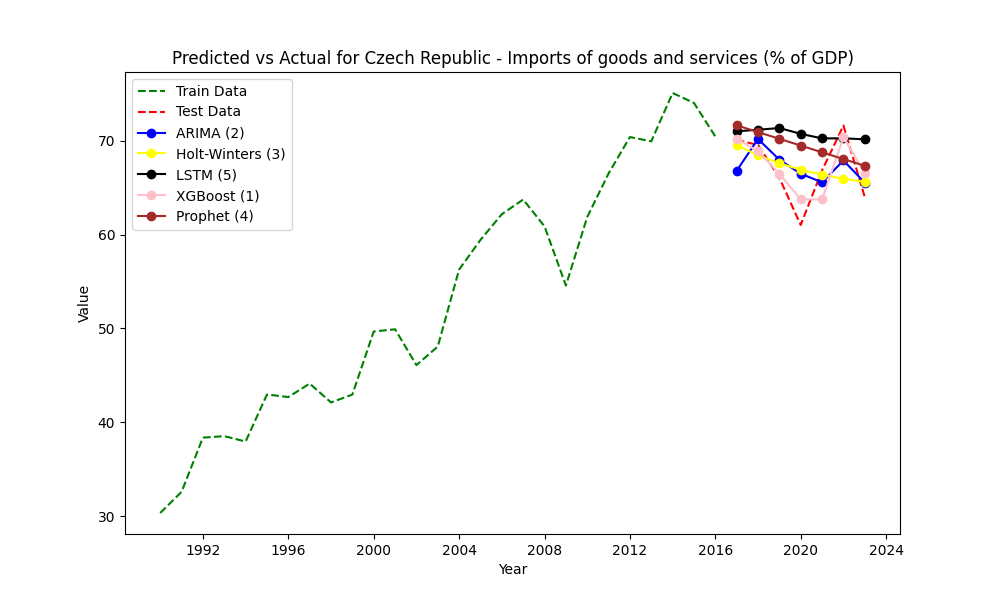 Predicted vs Actual for Czech Republic - Imports of goods and services (% of GDP)
Train Data
Test Data
ARIMA (2)
Holt-Winters (3)
LSTM (5)
XGBoost (1)
Prophet (4)
Value
70
60
50
40
30
1992 1996 2000 2004 2008 2012 2016 2020 2024
Year